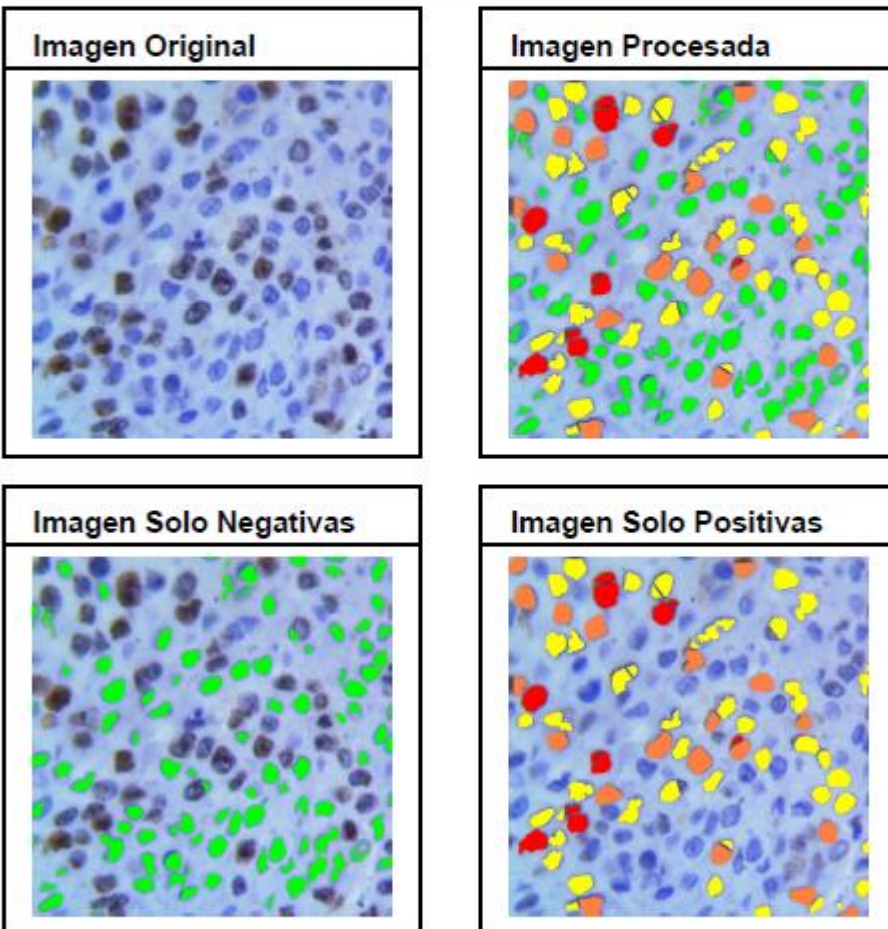 Imagen Original
Imagen Procesada
Imagen Solo Negativas
Imagen Solo Positivas